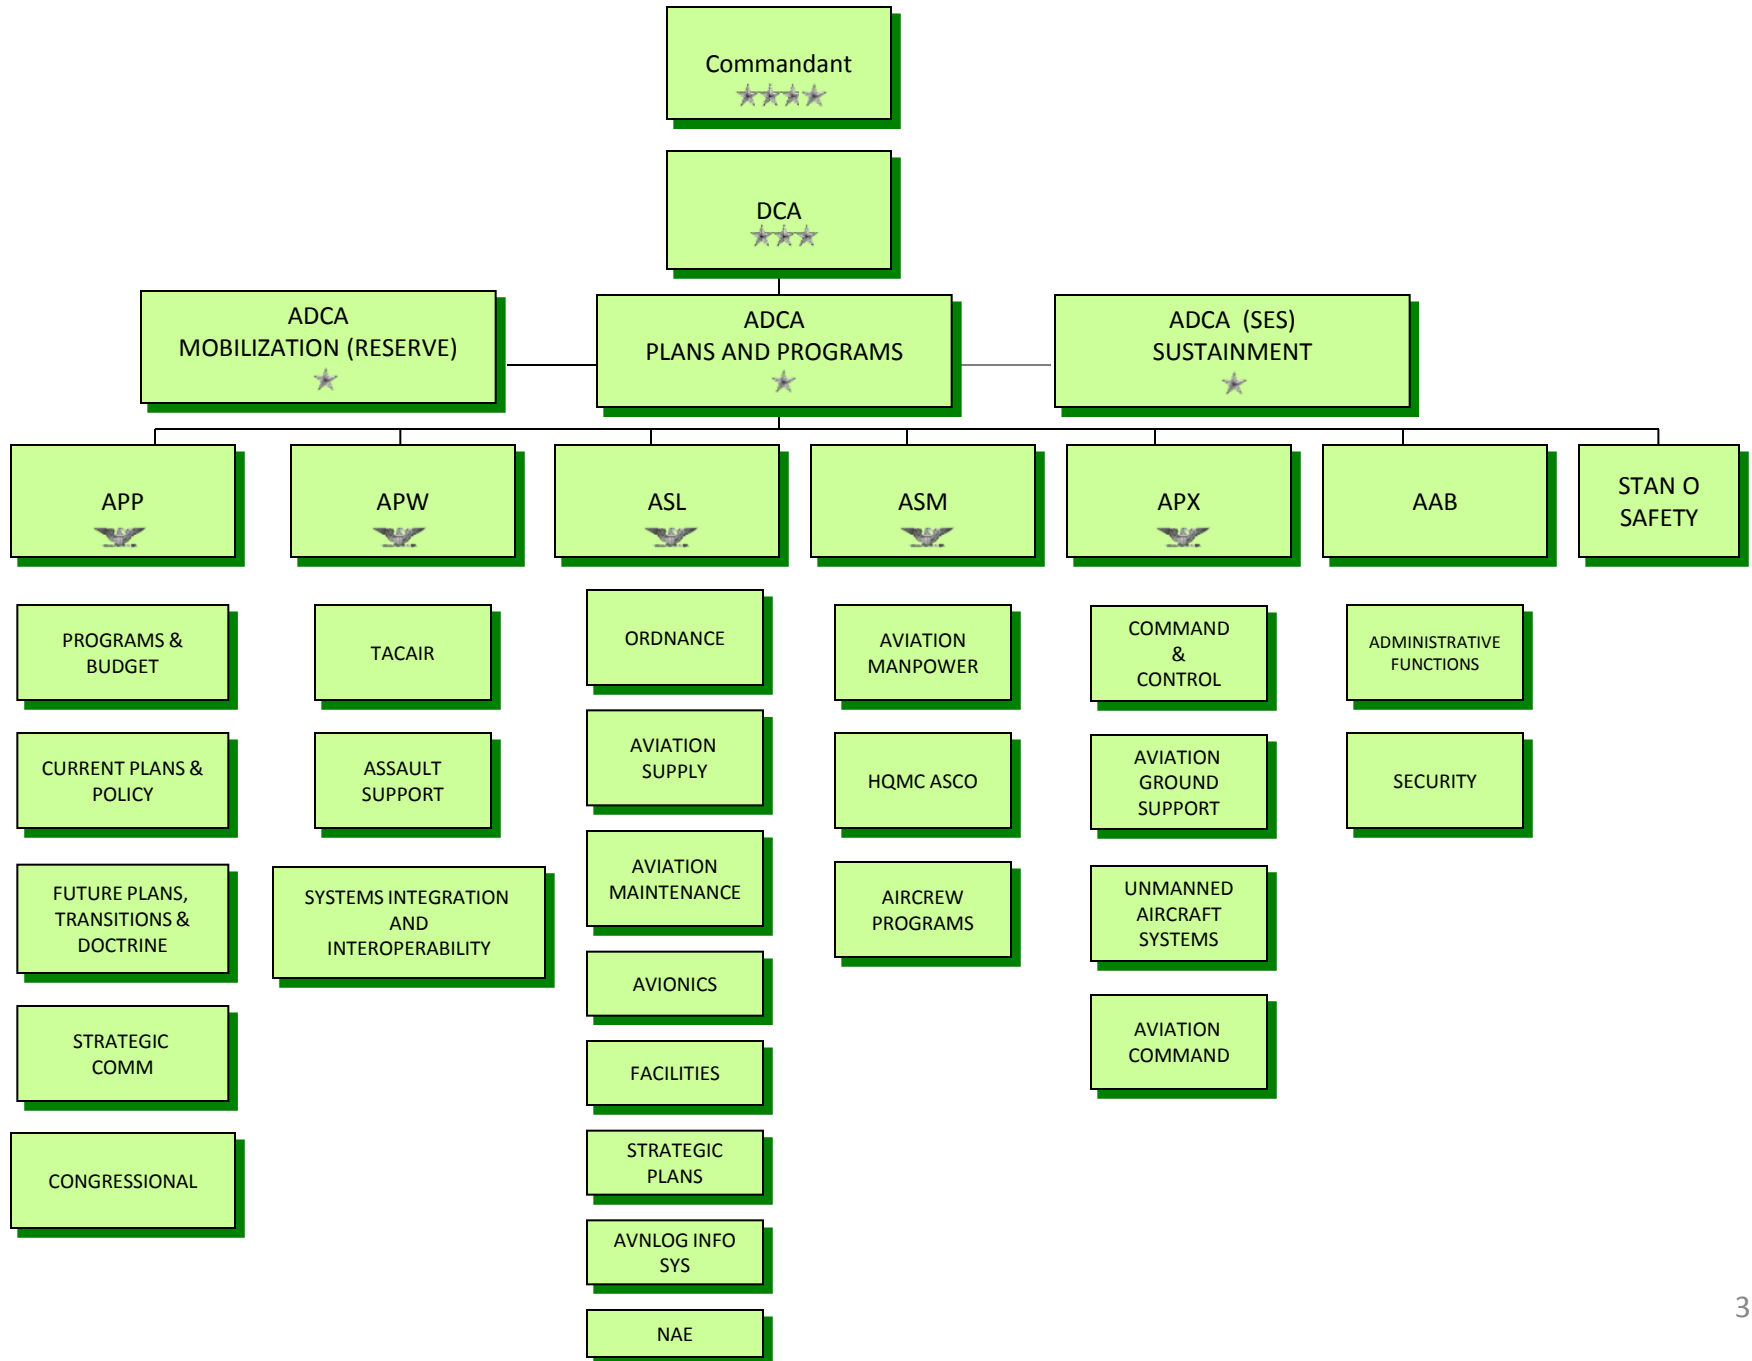 Commandant
DCA
ADCA
MOBILIZATION (RESERVE)
ADCA
PLANS AND PROGRAMS
ADCA (SES)
SUSTAINMENT
APP
APW
ASL
ASM
APX
AAB
STAN O
SAFETY
PROGRAMS &
BUDGET
CURRENT PLANS &
POLICY
FUTURE PLANS,
TRANSITIONS &
DOCTRINE
STRATEGIC
COMM
CONGRESSIONAL
TACAIR
ASSAULT
SUPPORT
SYSTEMS INTEGRATION
AND
INTEROPERABILITY
ORDNANCE
AVIATION
SUPPLY
AVIATION
MAINTENANCE
AVIONICS
FACILITIES
STRATEGIC
PLANS
AVNLOG INFO
SYS
NAE
AVIATION
MANPOWER
HQMC ASCO
AIRCREW
PROGRAMS
COMMAND
&
CONTROL
AVIATION
GROUND
SUPPORT
UNMANNED
AIRCRAFT
SYSTEMS
AVIATION
COMMAND
ADMINISTRATIVE
FUNCTIONS
SECURITY
3